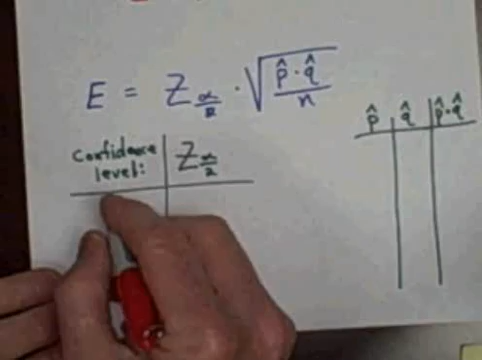 E = Z α/2 · √(p̂ · q̂ / n)
p̂ q̂ p̂·q̂
Confidence level: Z α/2